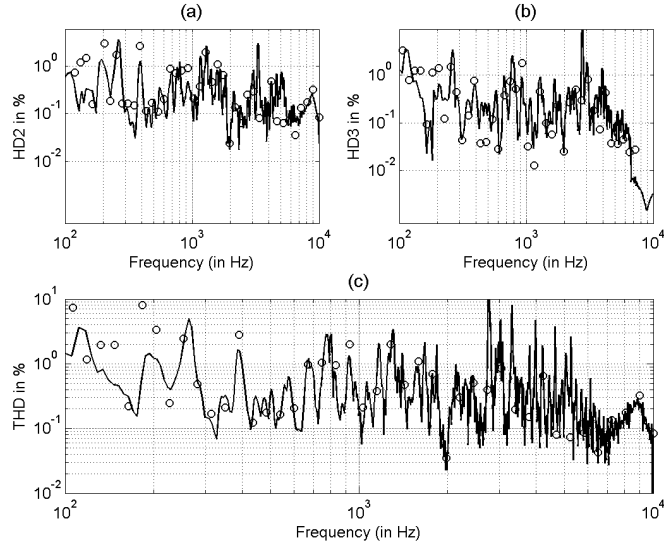 (a)
10^0
10^-1
10^-2
HD2 in %
10^2
10^3
10^4
Frequency (in Hz)
(b)
10^0
10^-1
10^-2
HD3 in %
10^2
10^3
10^4
Frequency (in Hz)
(c)
10^1
10^0
10^-1
10^-2
THD in %
10^2
10^3
10^4
Frequency (in Hz)